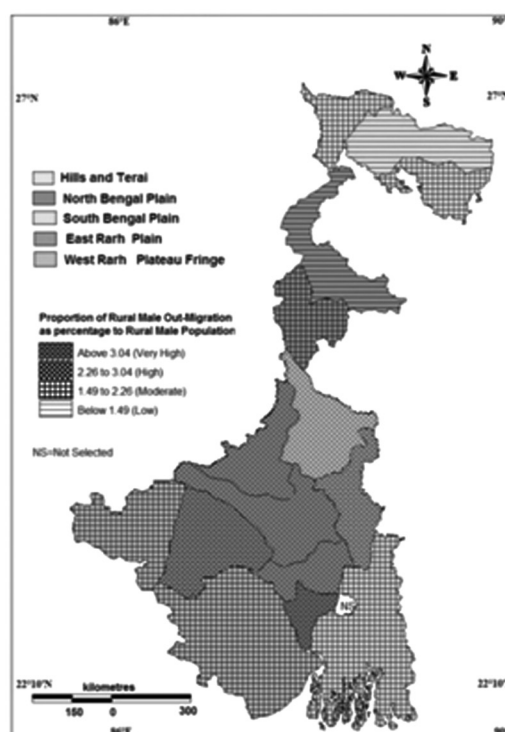 86°E
90°
N
W E
S
27°N
27°N
Hills and Terai
North Bengal Plain
South Bengal Plain
East Rarh Plain
West Rarh Plateau Fringe
Proportion of Rural Male Out-Migration
as percentage to Rural Male Population
Above 3.04 (Very High)
2.26 to 3.04 (High)
1.49 to 2.26 (Moderate)
Below 1.49 (Low)
NS=Not Selected
NS
22°10'N
22°10'
kilometres
150 0 300
86°E
90